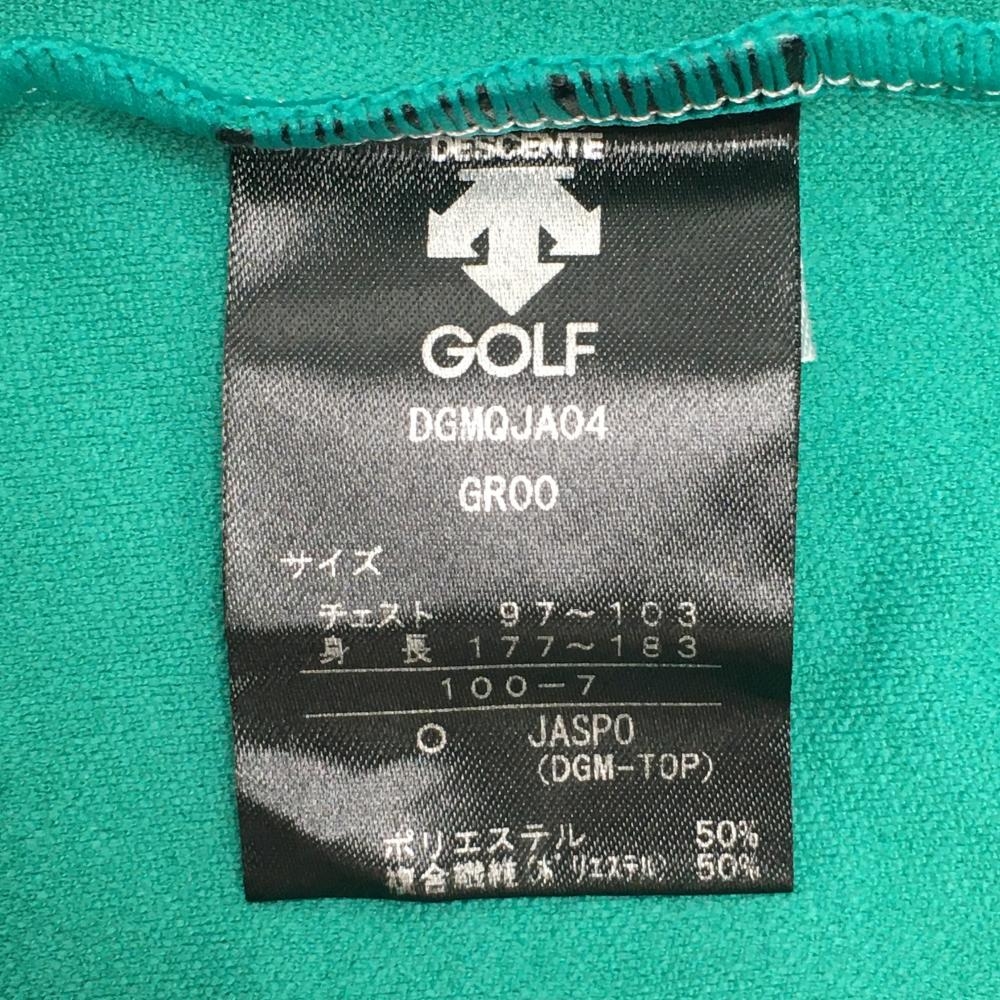 DESCENTE
GOLF
DGMQJA04
GR00
サイズ
チェスト 97～103
身長 177～183
100－7
O JASPO
(DGM-TOP)
ポリエステル 50%
複合繊維(ポリエステル) 50%